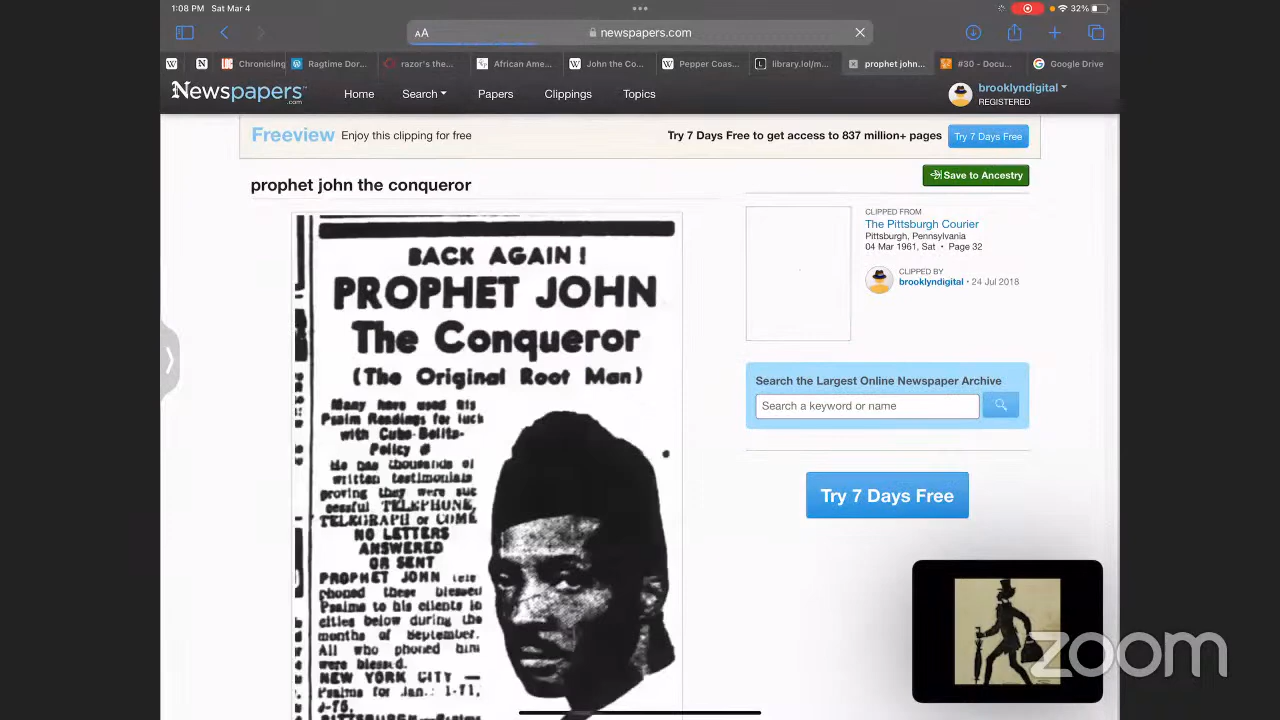 1:08 PM Sat Mar 4
32%
AA newspapers.com
W N Chronicling Ragtime Dor... razor's the... African Ame... W John the Co... W Pepper Coas... L library.lol/m... prophet john... #30 - Docu... Google Drive
Newspapers .com Home Search Papers Clippings Topics brooklyndigital
REGISTERED
Freeview Enjoy this clipping for free Try 7 Days Free to get access to 837 million+ pages Try 7 Days Free
prophet john the conqueror
Save to Ancestry
CLIPPED FROM
The Pittsburgh Courier
Pittsburgh, Pennsylvania
04 Mar 1961, Sat • Page 32
CLIPPED BY
brooklyndigital • 24 Jul 2018
Search the Largest Online Newspaper Archive
Search a keyword or name
Try 7 Days Free
BACK AGAIN!
PROPHET JOHN
The Conqueror
(The Original Root Man)
Many have used his
Psalm Readings for luck
with Cuba-Bolita-
Policy #
He has thousands of
written testimonials
proving they were suc
cessful TELEPHONE,
TELEGRAPH or COME
NO LETTERS
ANSWERED
OR SENT
PROPHET JOHN tele
phoned these blessed
Psalms to his clients in
cities below during the
months of September.
All who phoned him
were blessed.
NEW YORK CITY —
Psalms for Jan.: 1-71,
zoom